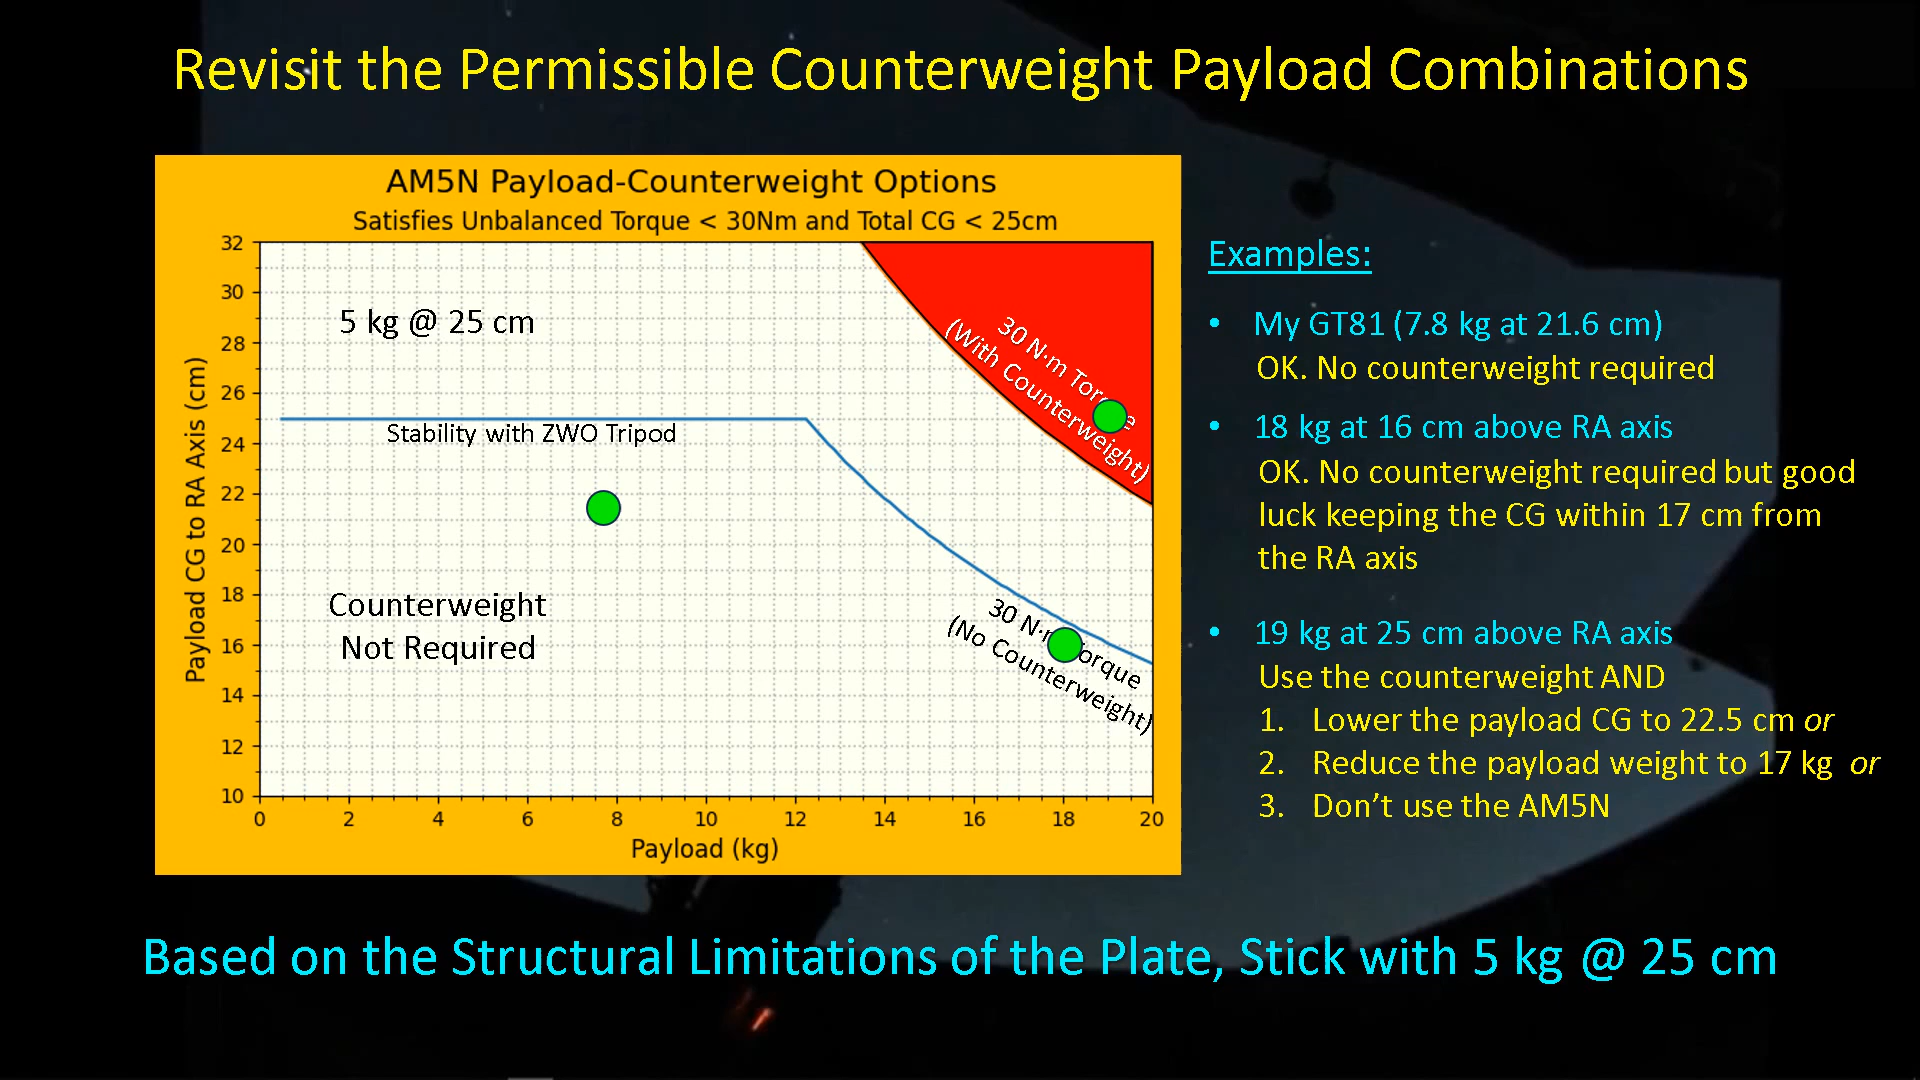 Revisit the Permissible Counterweight Payload Combinations
AM5N Payload-Counterweight Options
Satisfies Unbalanced Torque < 30Nm and Total CG < 25cm
Payload CG to RA Axis (cm)
32
30
28
26
24
22
20
18
16
14
12
10
5 kg @ 25 cm
30 N·m Torque
(With Counterweight)
Stability with ZWO Tripod
Counterweight
Not Required
30 N·m Torque
(No Counterweight)
0 2 4 6 8 10 12 14 16 18 20
Payload (kg)
Examples:
• My GT81 (7.8 kg at 21.6 cm)
OK. No counterweight required
• 18 kg at 16 cm above RA axis
OK. No counterweight required but good
luck keeping the CG within 17 cm from
the RA axis
• 19 kg at 25 cm above RA axis
Use the counterweight AND
1. Lower the payload CG to 22.5 cm or
2. Reduce the payload weight to 17 kg or
3. Don’t use the AM5N
Based on the Structural Limitations of the Plate, Stick with 5 kg @ 25 cm